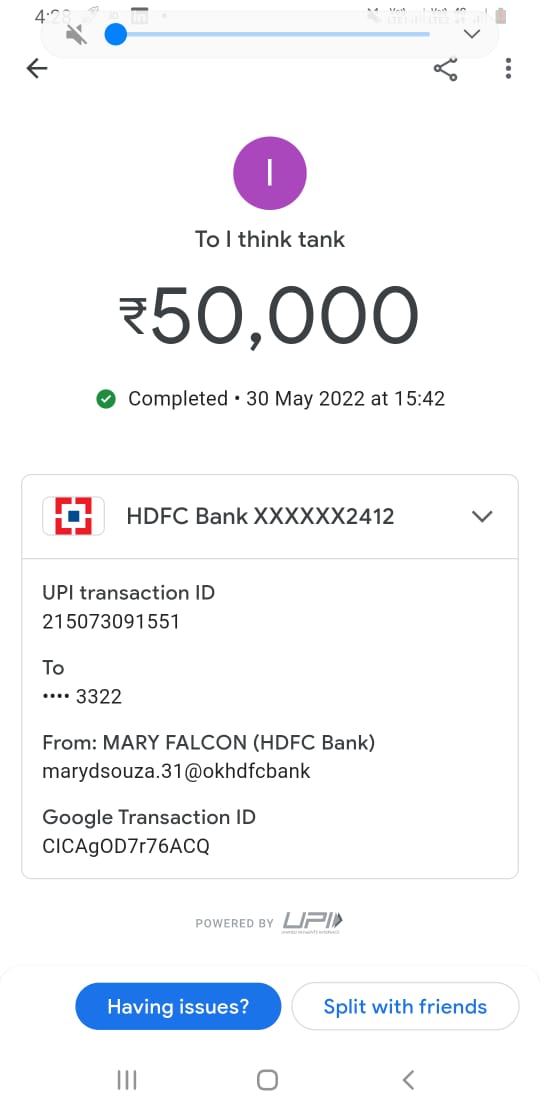 4:28
I
To I think tank
₹50,000
Completed • 30 May 2022 at 15:42
HDFC Bank XXXXXX2412
UPI transaction ID
215073091551
To
•••• 3322
From: MARY FALCON (HDFC Bank)
marydsouza.31@okhdfcbank
Google Transaction ID
CICAgOD7r76ACQ
POWERED BY UPI
Having issues?
Split with friends